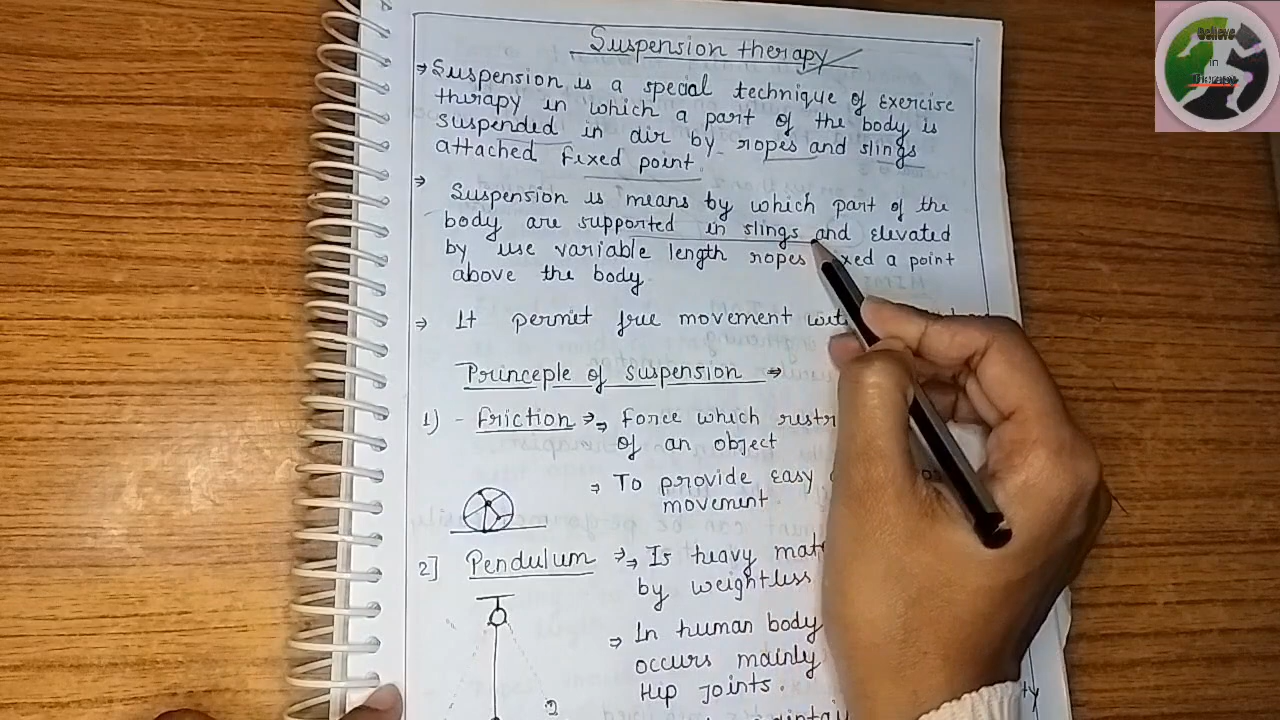 Suspension therapy
⇒ Suspension is a special technique of exercise
therapy in which a part of the body is
suspended in air by ropes and slings
attached fixed point.
⇒ Suspension is means by which part of the
body are supported in slings and elevated
by use variable length ropes a point
above the body
⇒ It permit free movement
Princeple of suspension ⇒
1) - Friction ⇒ ⇒ Force which
of an object
⇒ To provide easy
movement
2] Pendulum ⇒ ⇒ Is heavy
by weightless
⇒ In human body
occurs mainly
Hip Joints.
Believe
in
Therapy